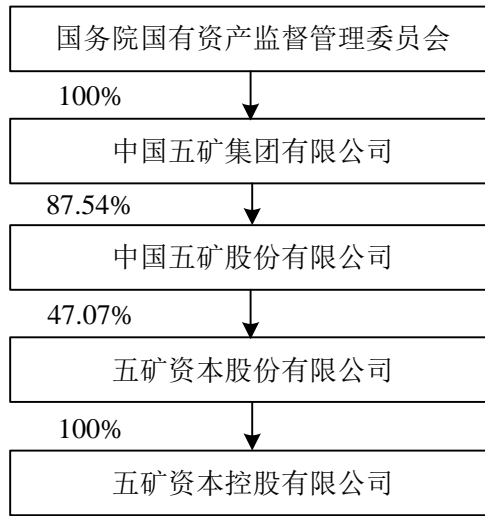 国务院国有资产监督管理委员会
100%
中国五矿集团有限公司
87.54%
中国五矿股份有限公司
47.07%
五矿资本股份有限公司
100%
五矿资本控股有限公司